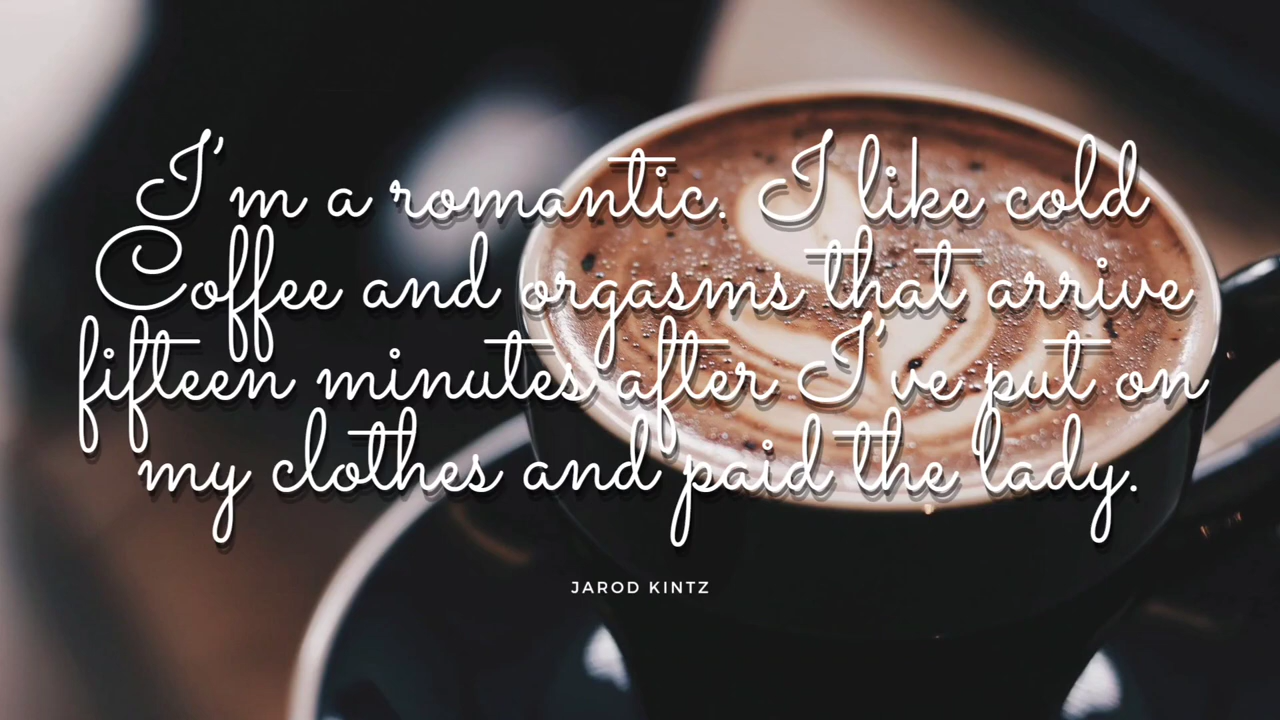 I'm a romantic. I like cold
Coffee and orgasms that arrive
fifteen minutes after I've put on
my clothes and paid the lady.
JAROD KINTZ